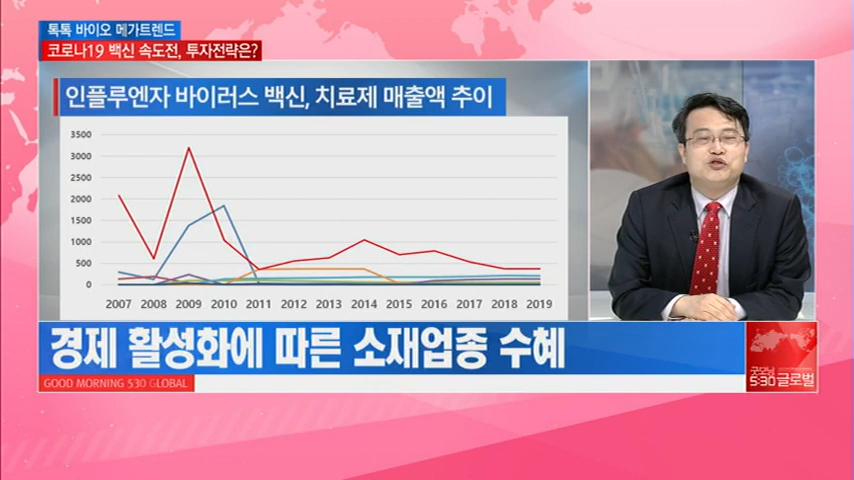 톡톡 바이오 메가트렌드
코로나19 백신 속도전, 투자전략은?
인플루엔자 바이러스 백신, 치료제 매출액 추이
3500
3000
2500
2000
1500
1000
500
0
2007 2008 2009 2010 2011 2012 2013 2014 2015 2016 2017 2018 2019
경제 활성화에 따른 소재업종 수혜
GOOD MORNING 530 GLOBAL
굿모닝
5:30 글로벌